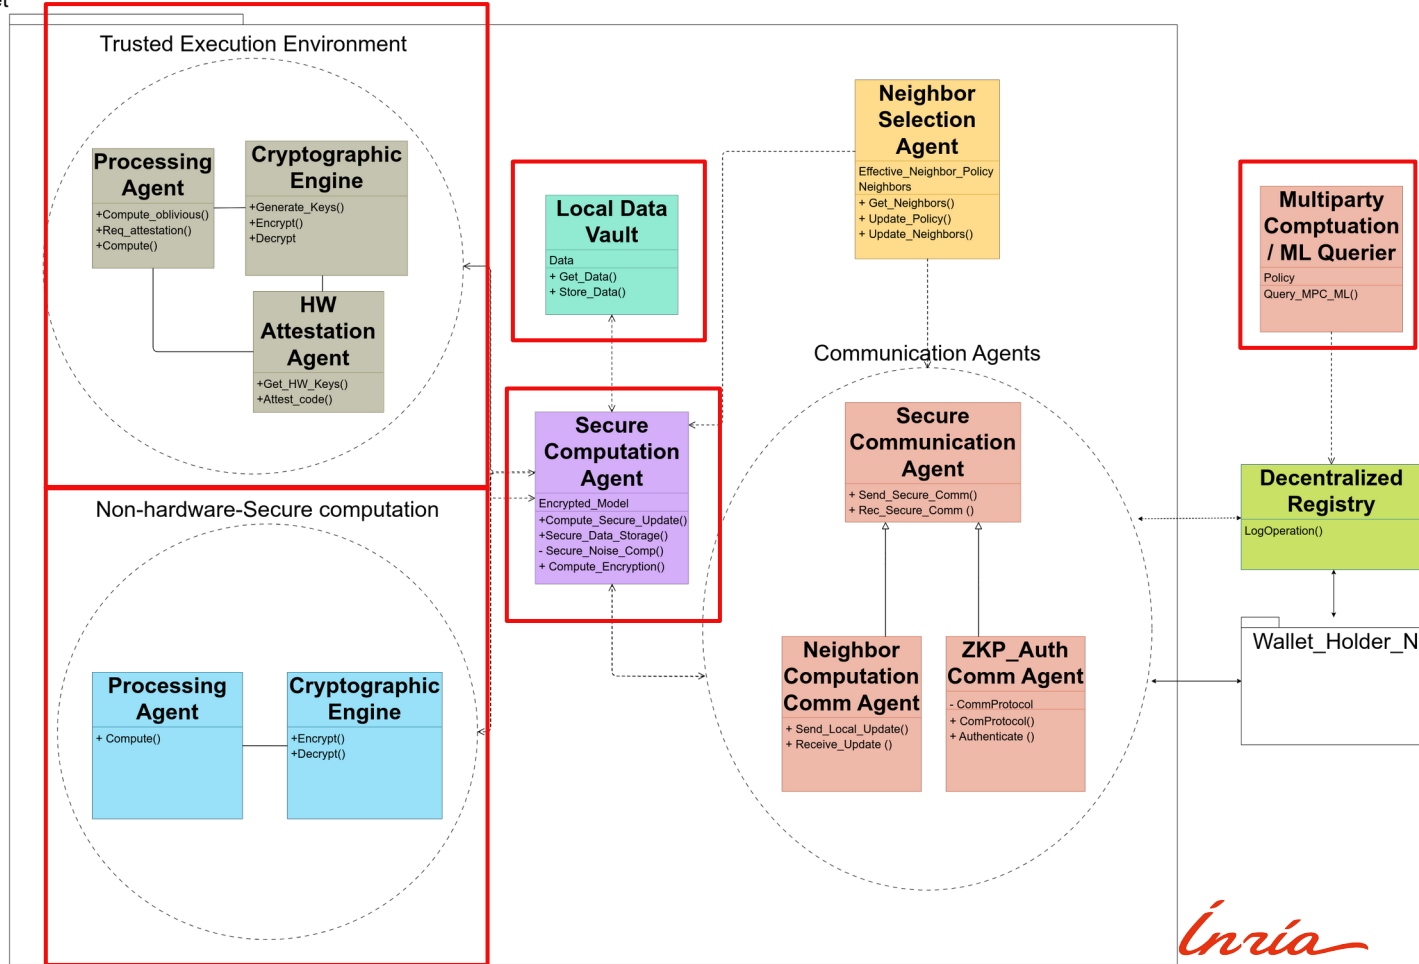 Trusted Execution Environment
Processing
Agent
+Compute_oblivious()
+Req_attestation()
+Compute()
Cryptographic
Engine
+Generate_Keys()
+Encrypt()
+Decrypt
HW
Attestation
Agent
+Get_HW_Keys()
+Attest_code()
Non-hardware-Secure computation
Processing
Agent
+ Compute()
Cryptographic
Engine
+Encrypt()
+Decrypt()
Local Data
Vault
Data
+ Get_Data()
+ Store_Data()
Secure
Computation
Agent
Encrypted_Model
+Compute_Secure_Update()
+Secure_Data_Storage()
- Secure_Noise_Comp()
+ Compute_Encryption()
Neighbor
Selection
Agent
Effective_Neighbor_Policy
Neighbors
+ Get_Neighbors()
+ Update_Policy()
+ Update_Neighbors()
Communication Agents
Secure
Communication
Agent
+ Send_Secure_Comm()
+ Rec_Secure_Comm ()
Neighbor
Computation
Comm Agent
+ Send_Local_Update()
+ Receive_Update ()
ZKP_Auth
Comm Agent
- CommProtocol
+ ComProtocol()
+ Authenticate ()
Multiparty
Comptuation
/ ML Querier
Policy
Query_MPC_ML()
Decentralized
Registry
LogOperation()
Wallet_Holder_N
Inria